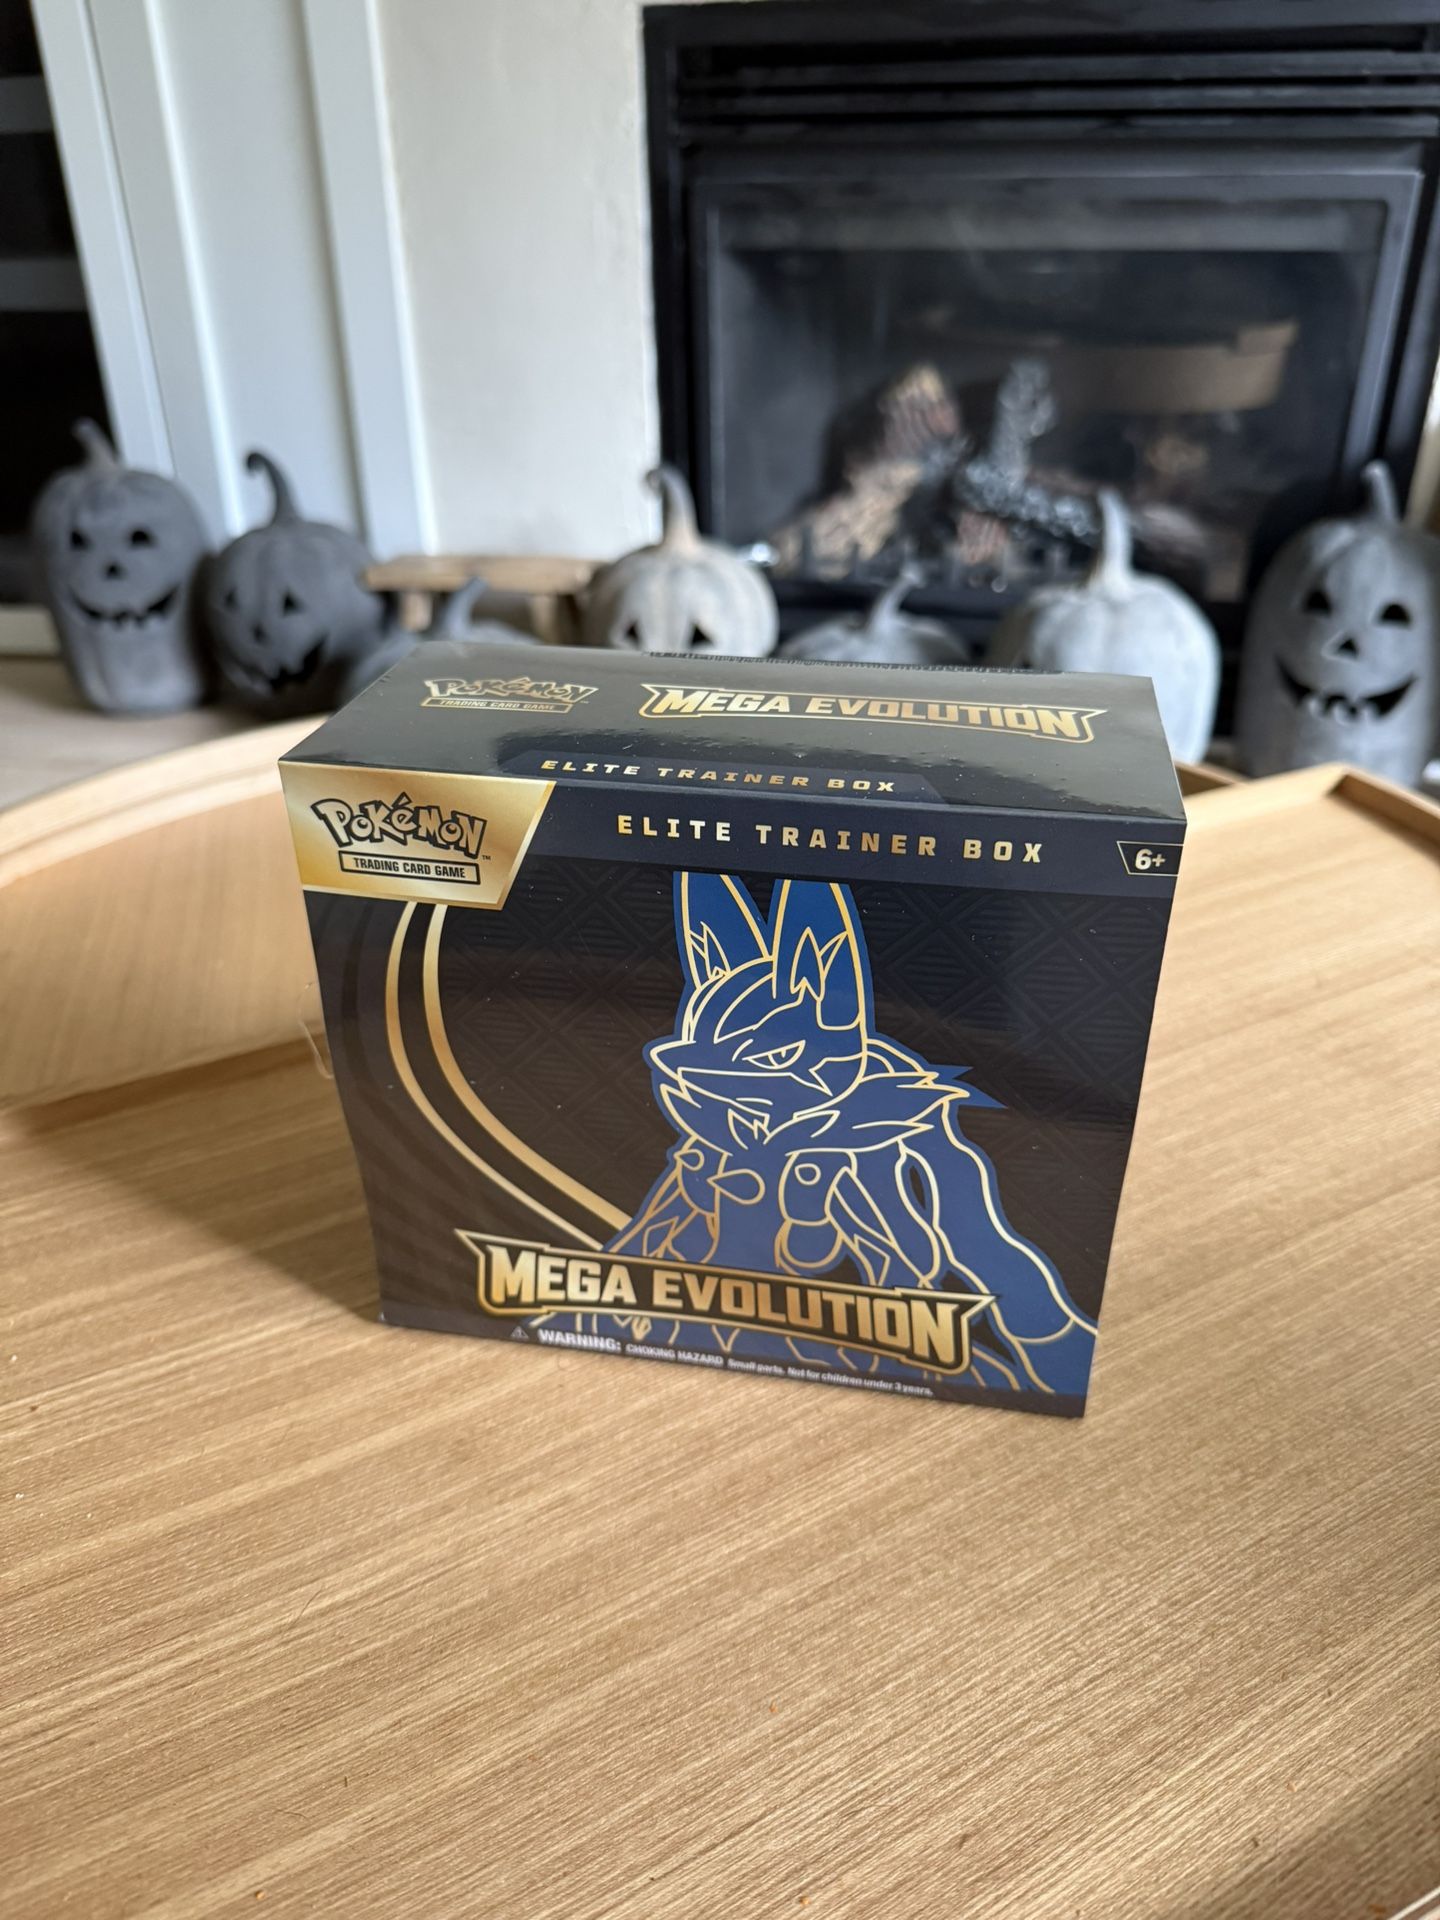 POKéMON
TRADING CARD GAME
MEGA EVOLUTION
ELITE TRAINER BOX
POKéMON™
TRADING CARD GAME
ELITE TRAINER BOX
6+
MEGA EVOLUTION
⚠ WARNING: CHOKING HAZARD Small parts. Not for children under 3 years.